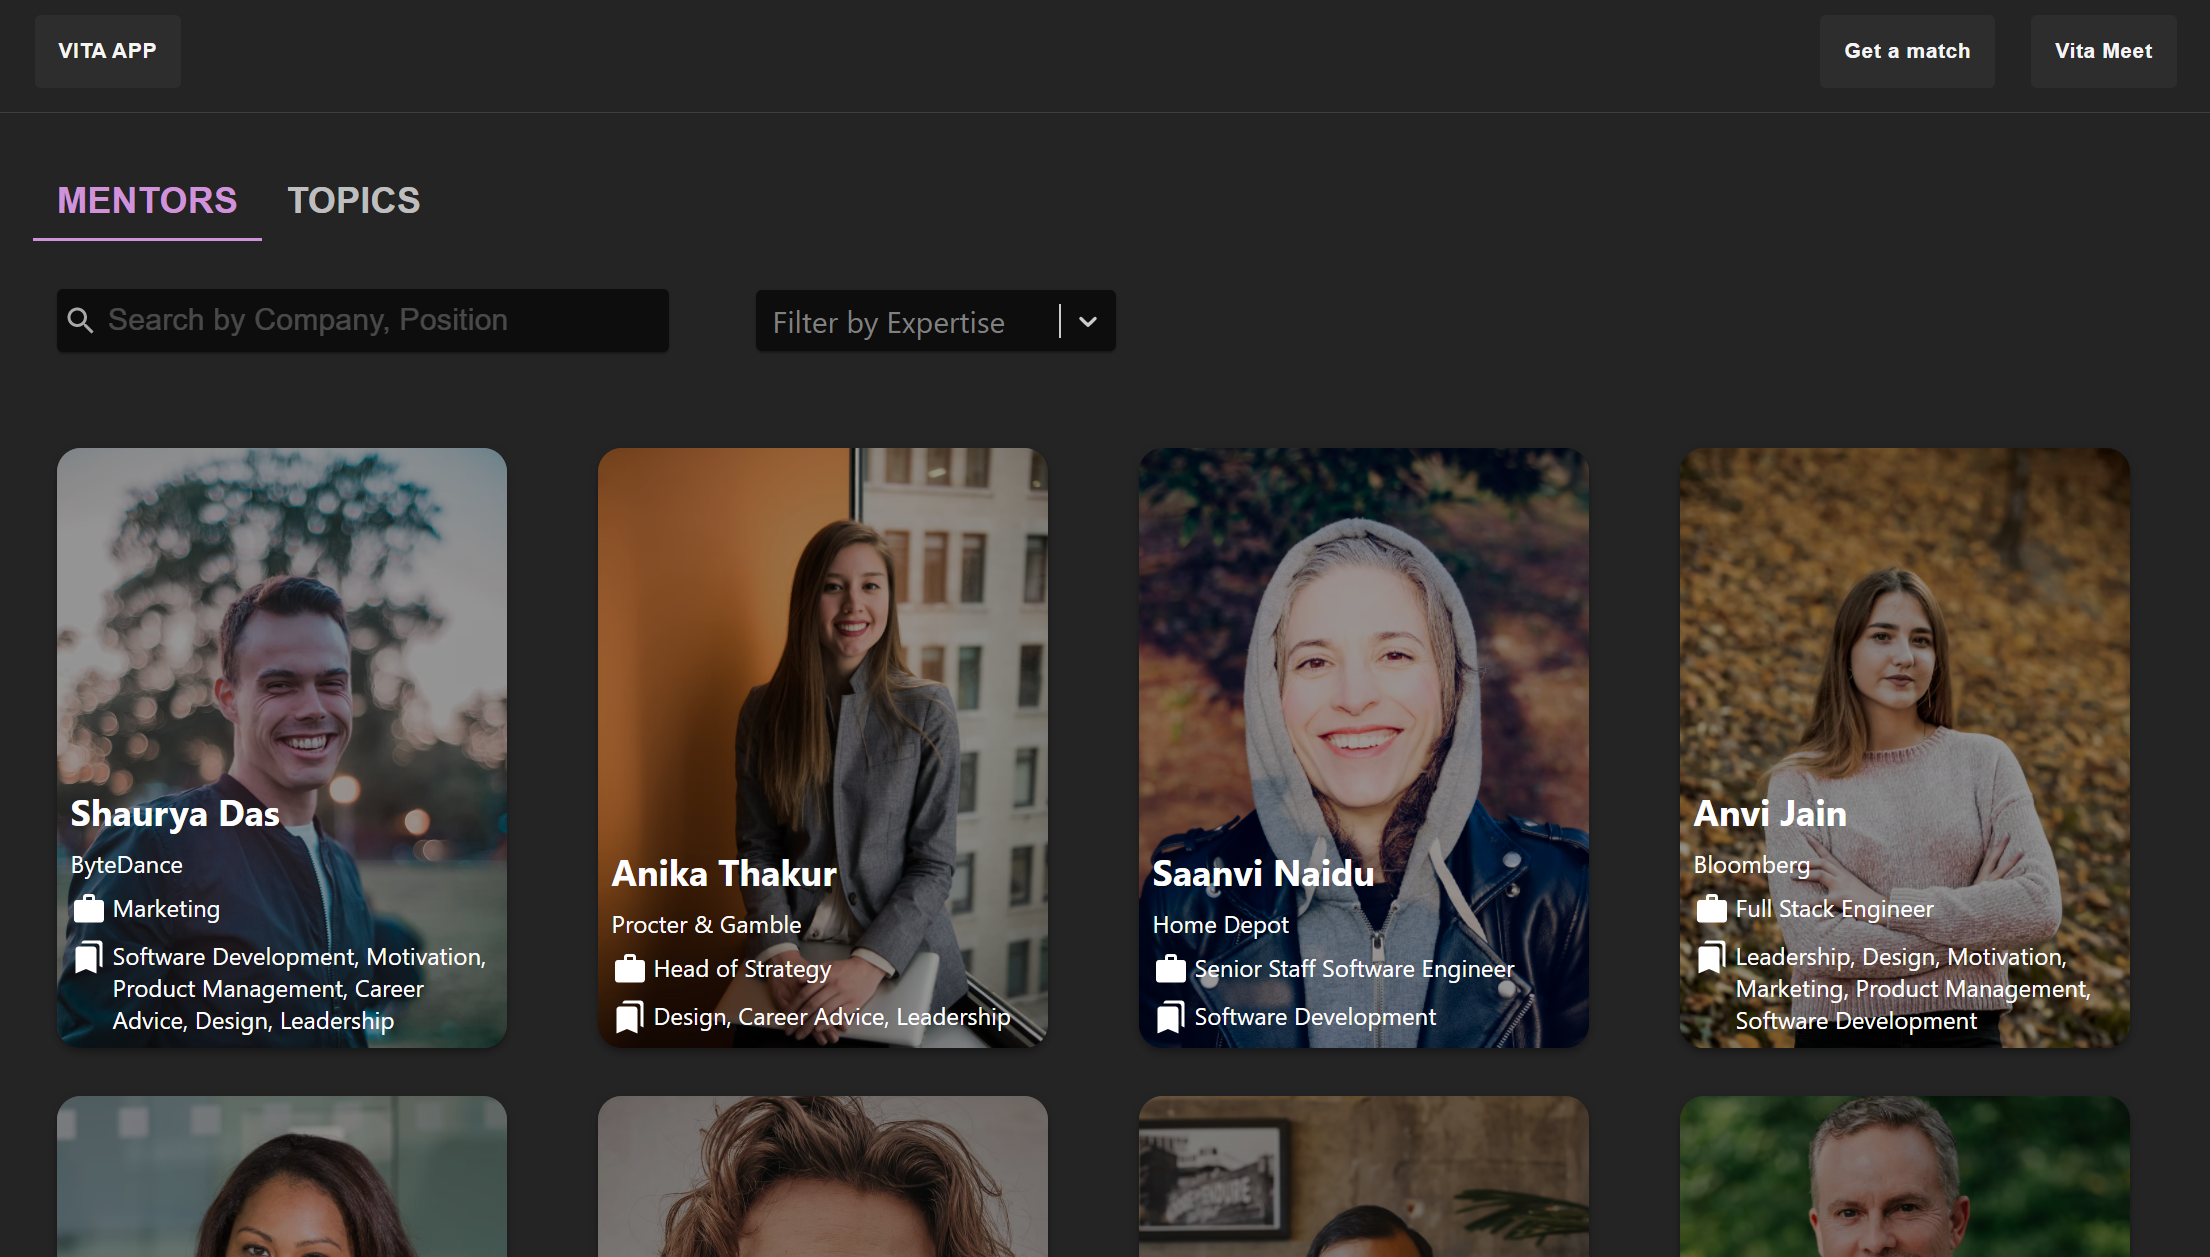 VITA APP
Get a match
Vita Meet
MENTORS
TOPICS
Search by Company, Position
Filter by Expertise
Shaurya Das
ByteDance
Marketing
Software Development, Motivation,
Product Management, Career
Advice, Design, Leadership
Anika Thakur
Procter & Gamble
Head of Strategy
Design, Career Advice, Leadership
Saanvi Naidu
Home Depot
Senior Staff Software Engineer
Software Development
Anvi Jain
Bloomberg
Full Stack Engineer
Leadership, Design, Motivation,
Marketing, Product Management,
Software Development